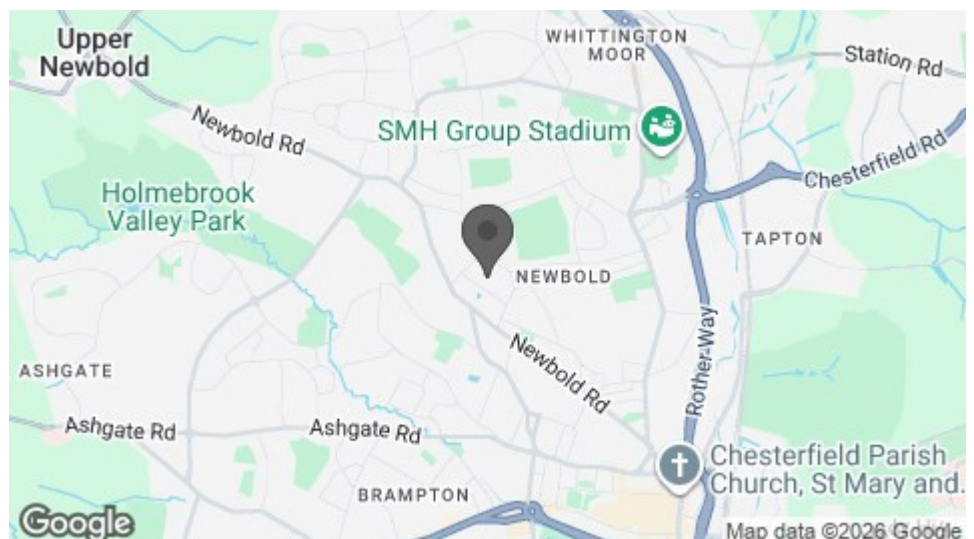 Upper
Newbold
WHITTINGTON
MOOR
Station Rd
Newbold Rd
SMH Group Stadium
Chesterfield Rd
Holmebrook
Valley Park
TAPTON
NEWBOLD
Rother Way
ASHGATE
Newbold Rd
Ashgate Rd
Ashgate Rd
Chesterfield Parish
Church, St Mary and.
BRAMPTON
Google
Map data ©2026 Google